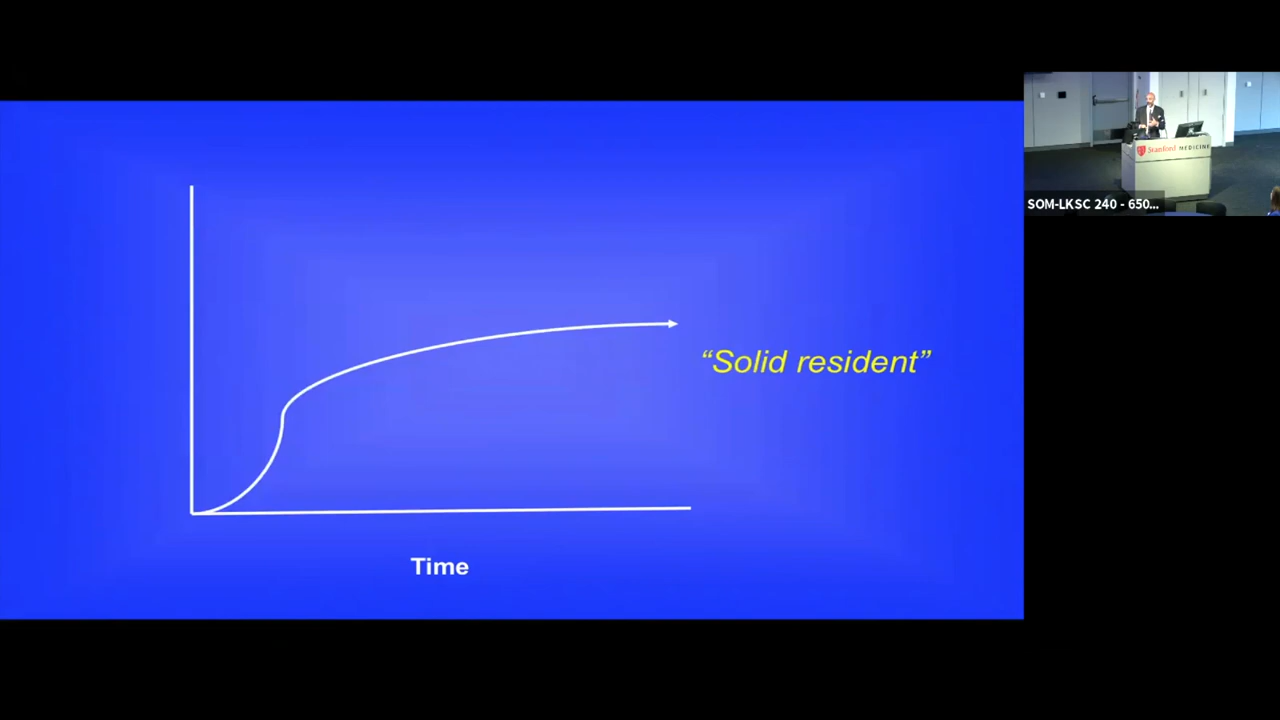 “Solid resident”
Time
Stanford MEDICINE
SOM-LKSC 240 - 650...